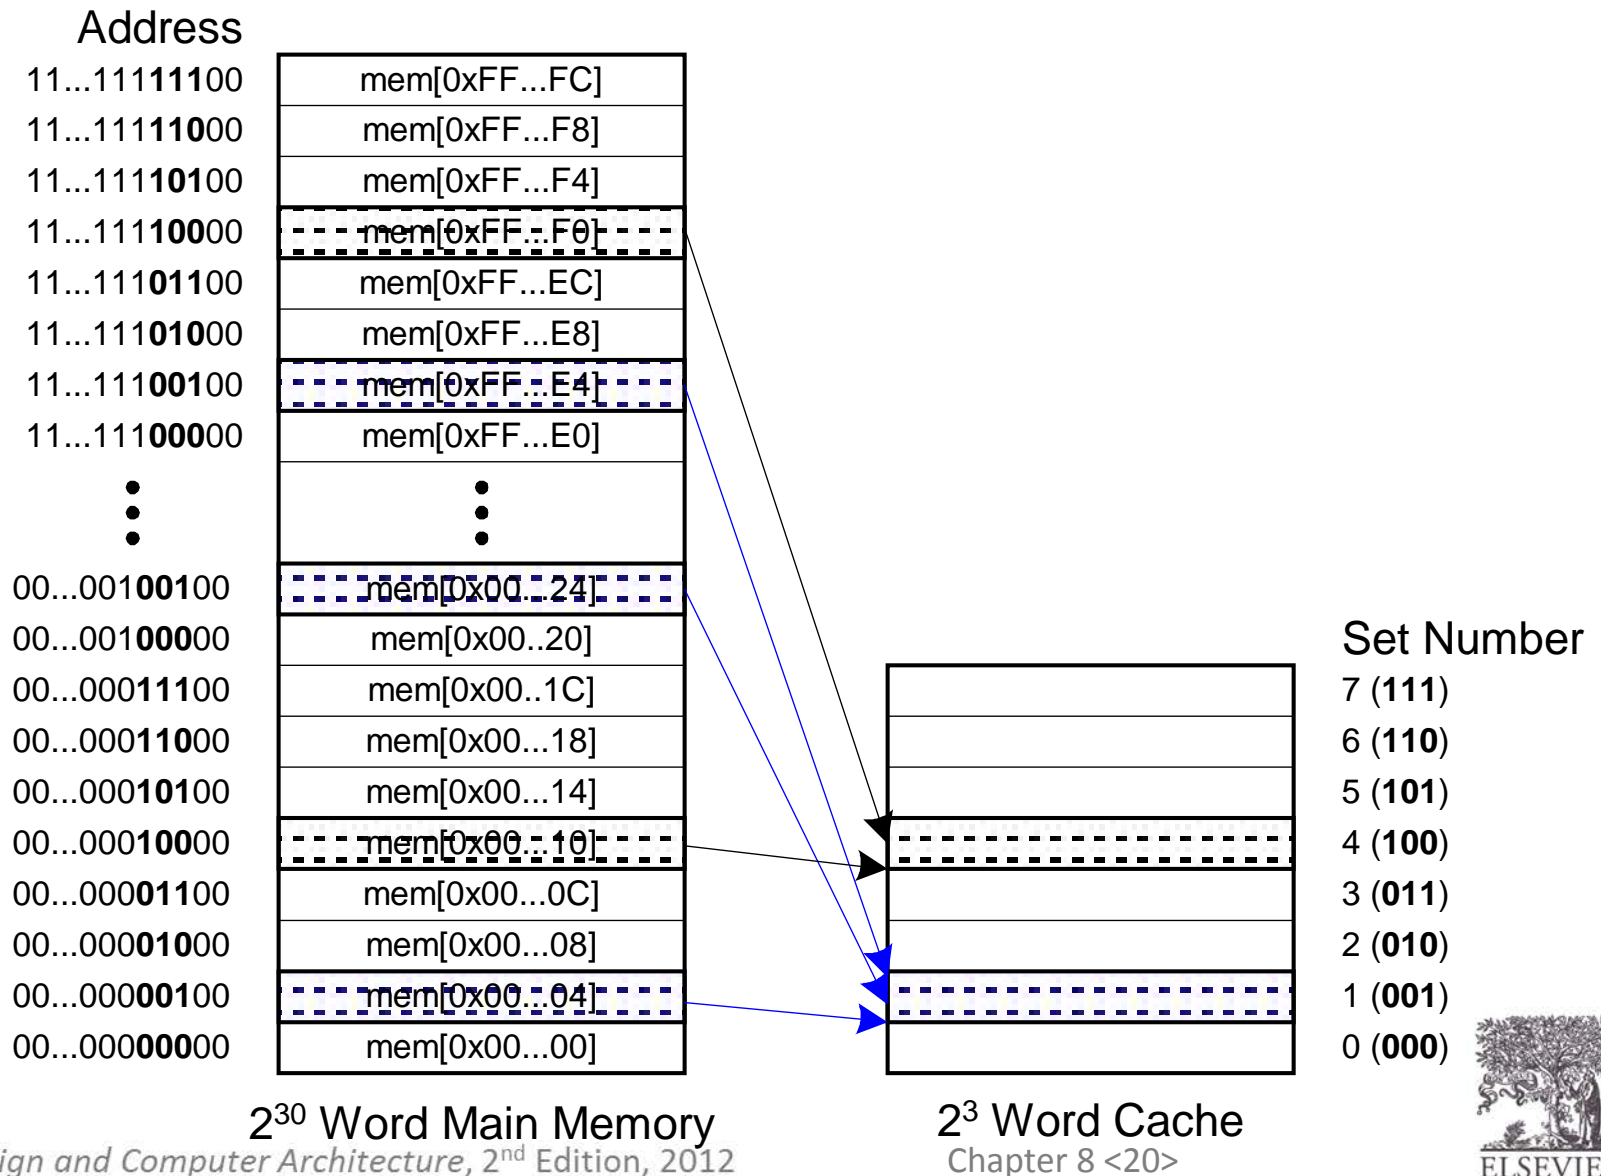 Address
11...11111100 mem[0xFF...FC]
11...11111000 mem[0xFF...F8]
11...11110100 mem[0xFF...F4]
11...11110000 mem[0xFF...F0]
11...11101100 mem[0xFF...EC]
11...11101000 mem[0xFF...E8]
11...11100100 mem[0xFF...E4]
11...11100000 mem[0xFF...E0]
00...00100100 mem[0x00...24]
00...00100000 mem[0x00..20]
Set Number
00...00011100 mem[0x00..1C] 7 (111)
00...00011000 mem[0x00...18] 6 (110)
00...00010100 mem[0x00...14] 5 (101)
00...00010000 mem[0x00...10] 4 (100)
00...00001100 mem[0x00...0C] 3 (011)
00...00001000 mem[0x00...08] 2 (010)
00...00000100 mem[0x00...04] 1 (001)
00...00000000 mem[0x00...00] 0 (000)
2³⁰ Word Main Memory 2³ Word Cache
ign and Computer Architecture, 2ⁿᵈ Edition, 2012 Chapter 8 <20>
ELSEVIE